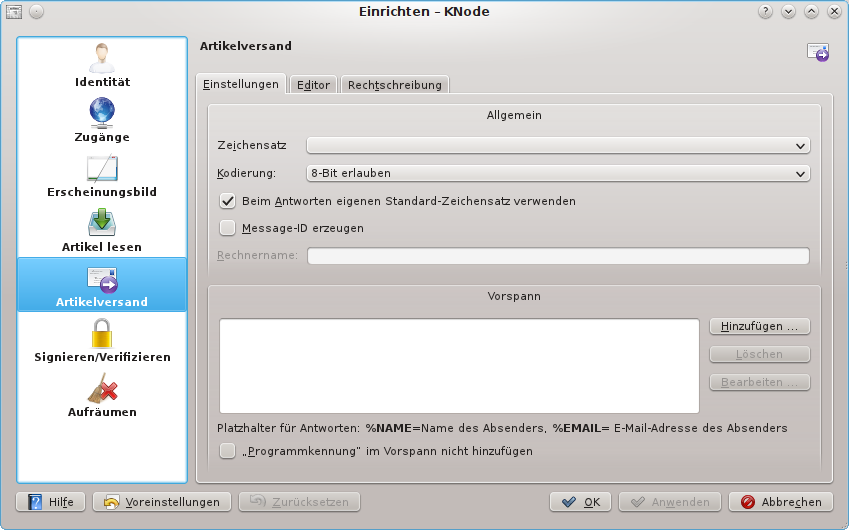 Einrichten – KNode
Identität
Zugänge
Erscheinungsbild
Artikel lesen
Artikelversand
Signieren/Verifizieren
Aufräumen
Artikelversand
Einstellungen
Editor
Rechtschreibung
Allgemein
Zeichensatz
Kodierung: 8-Bit erlauben
Beim Antworten eigenen Standard-Zeichensatz verwenden
Message-ID erzeugen
Rechnername:
Vorspann
Hinzufügen ...
Löschen
Bearbeiten ...
Platzhalter für Antworten: %NAME=Name des Absenders, %EMAIL= E-Mail-Adresse des Absenders
„Programmkennung“ im Vorspann nicht hinzufügen
Hilfe
Voreinstellungen
Zurücksetzen
OK
Anwenden
Abbrechen